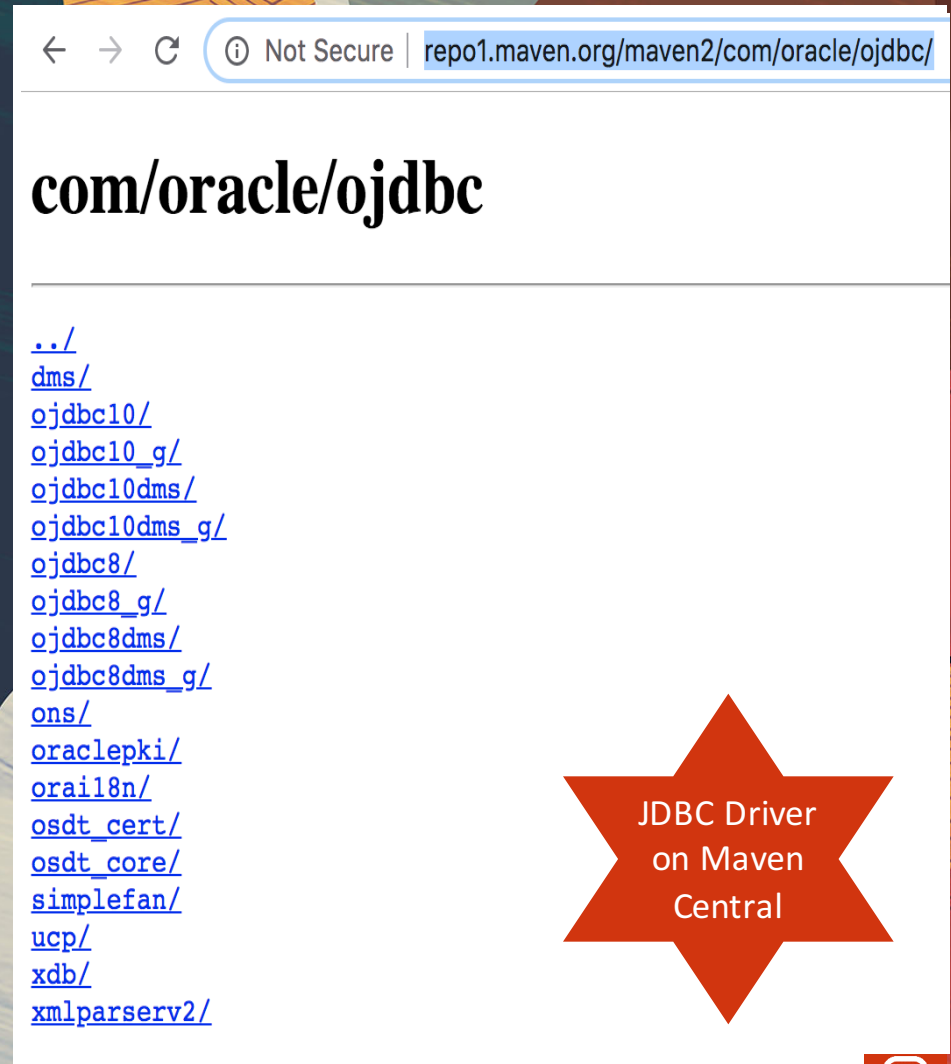 Not Secure | repo1.maven.org/maven2/com/oracle/ojdbc/
com/oracle/ojdbc
../
dms/
ojdbc10/
ojdbc10_g/
ojdbc10dms/
ojdbc10dms_g/
ojdbc8/
ojdbc8_g/
ojdbc8dms/
ojdbc8dms_g/
ons/
oraclepki/
orai18n/
osdt_cert/
osdt_core/
simplefan/
ucp/
xdb/
xmlparserv2/
JDBC Driver
on Maven
Central